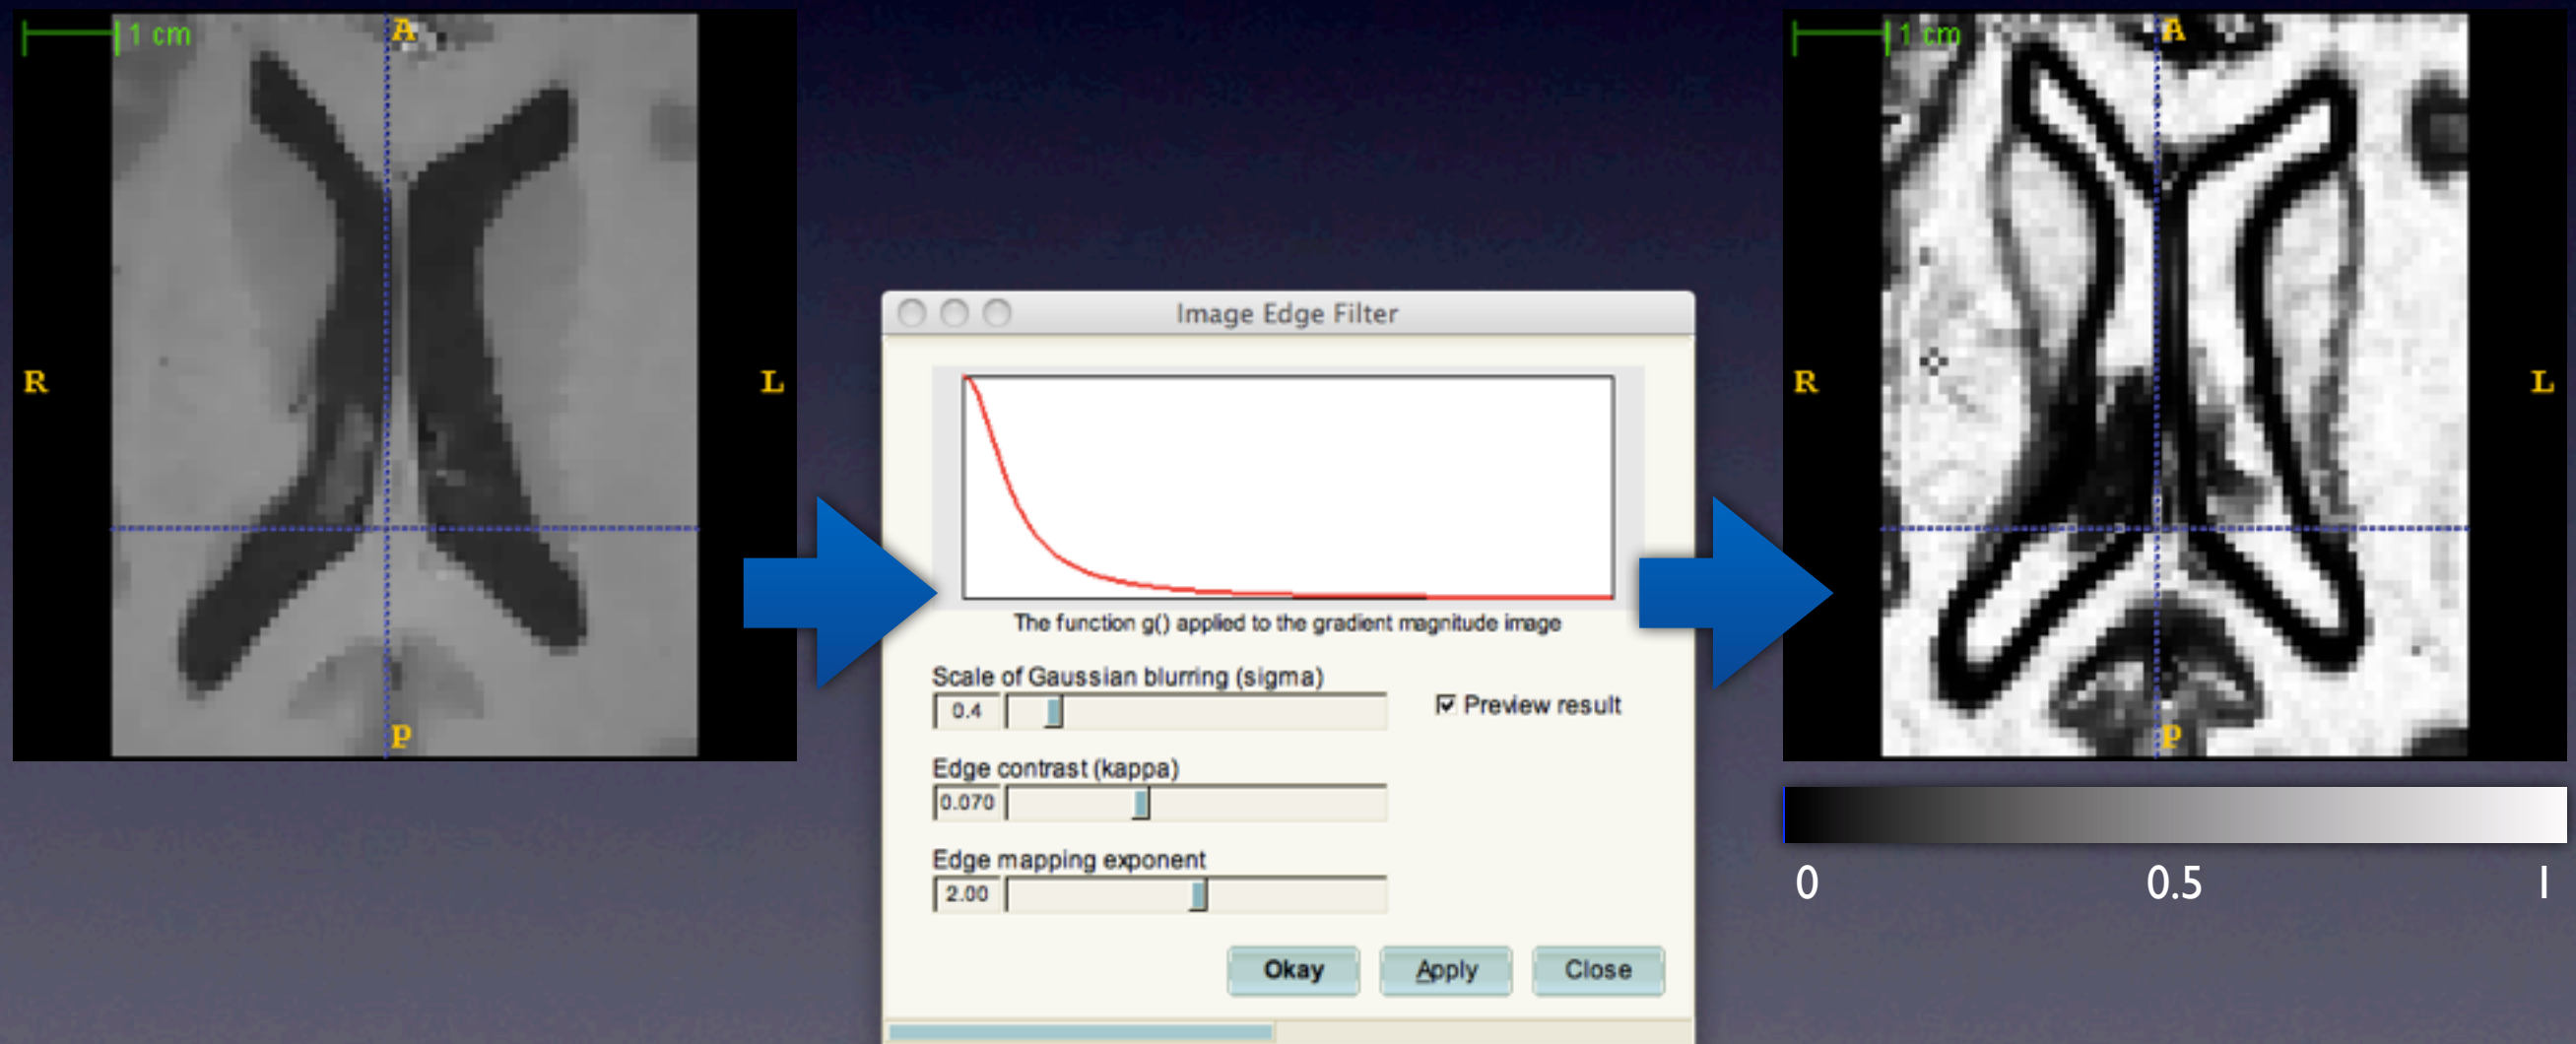 1 cm
A
R
L
P
Image Edge Filter
The function g() applied to the gradient magnitude image
Scale of Gaussian blurring (sigma)
0.4
Preview result
Edge contrast (kappa)
0.070
Edge mapping exponent
2.00
Okay Apply Close
1 cm
A
R
L
P
0 0.5 1